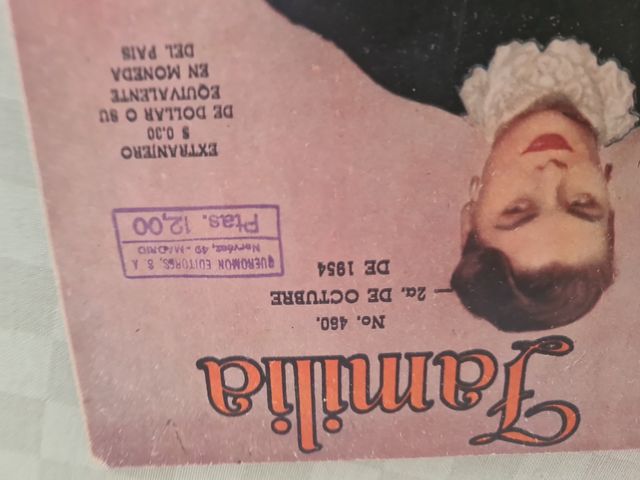 Familia
No. 460.
— 2a. DE OCTUBRE
DE 1954
QUEROMON EDITORES, S. A.
Narváez, 49 - MADRID
Ptas. 12,00
EXTRANJERO
$ 0.30
DE DOLLAR O SU
EQUIVALENTE
EN MONEDA
DEL PAIS